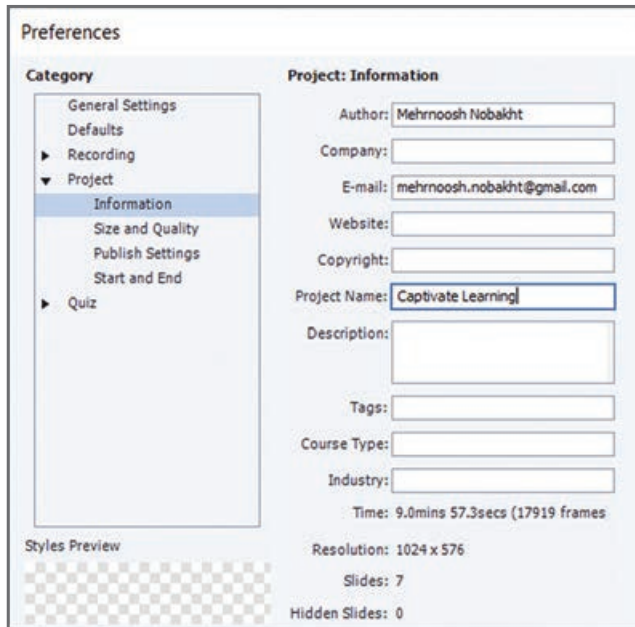 Preferences
Category
General Settings
Defaults
Recording
Project
Information
Size and Quality
Publish Settings
Start and End
Quiz
Styles Preview
Project: Information
Author: Mehrnoosh Nobakht
Company:
E-mail: mehrnoosh.nobakht@gmail.com
Website:
Copyright:
Project Name: Captivate Learning
Description:
Tags:
Course Type:
Industry:
Time: 9.0mins 57.3secs (17919 frames
Resolution: 1024 x 576
Slides: 7
Hidden Slides: 0